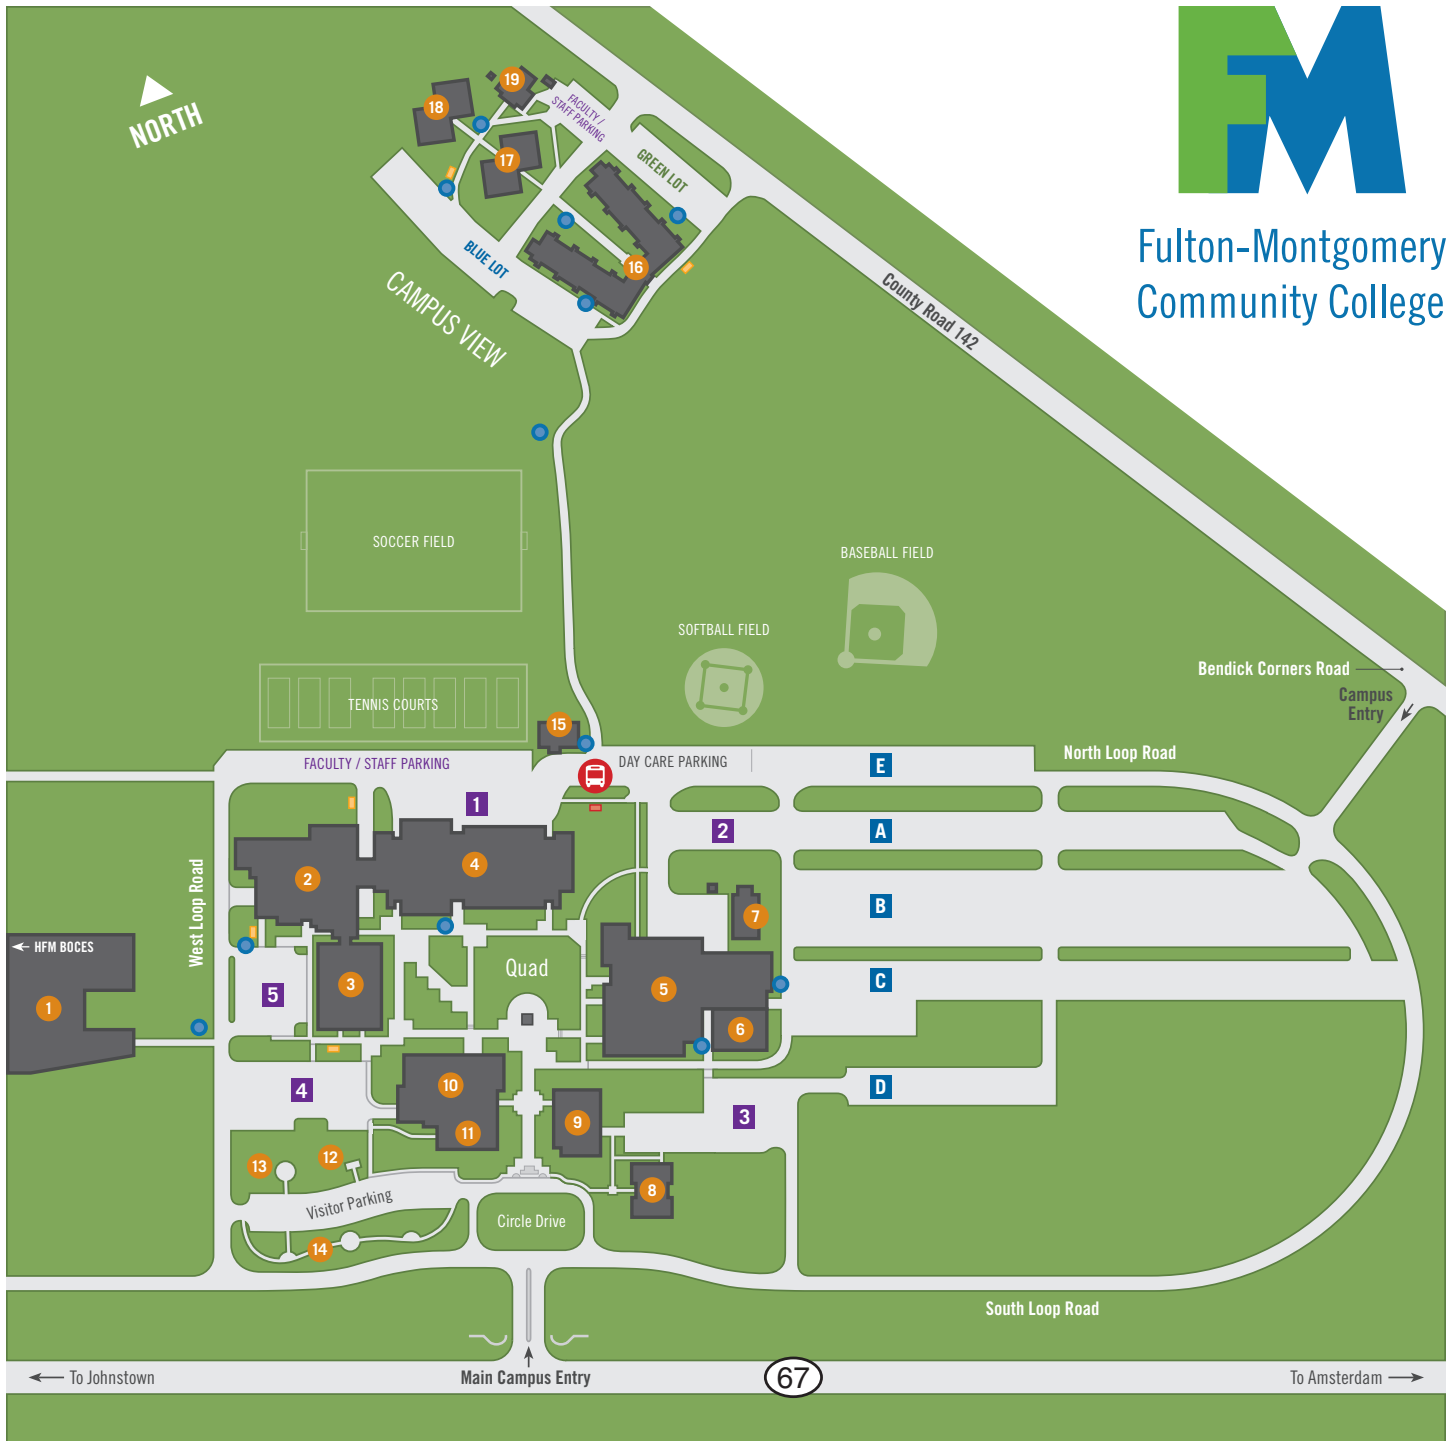 FM
Fulton-Montgomery
Community College
NORTH
19
18
17
16
FACULTY /
STAFF PARKING
GREEN LOT
BLUE LOT
CAMPUS VIEW
County Road 142
SOCCER FIELD
BASEBALL FIELD
SOFTBALL FIELD
TENNIS COURTS
Bendick Corners Road
Campus
Entry
15
FACULTY / STAFF PARKING
DAY CARE PARKING
E
North Loop Road
1
2
A
West Loop Road
2
4
7
B
HFM BOCES
Quad
1
5
3
5
C
6
4
10
11
9
3
D
13
12
8
Visitor Parking
Circle Drive
14
South Loop Road
To Johnstown
Main Campus Entry
67
To Amsterdam